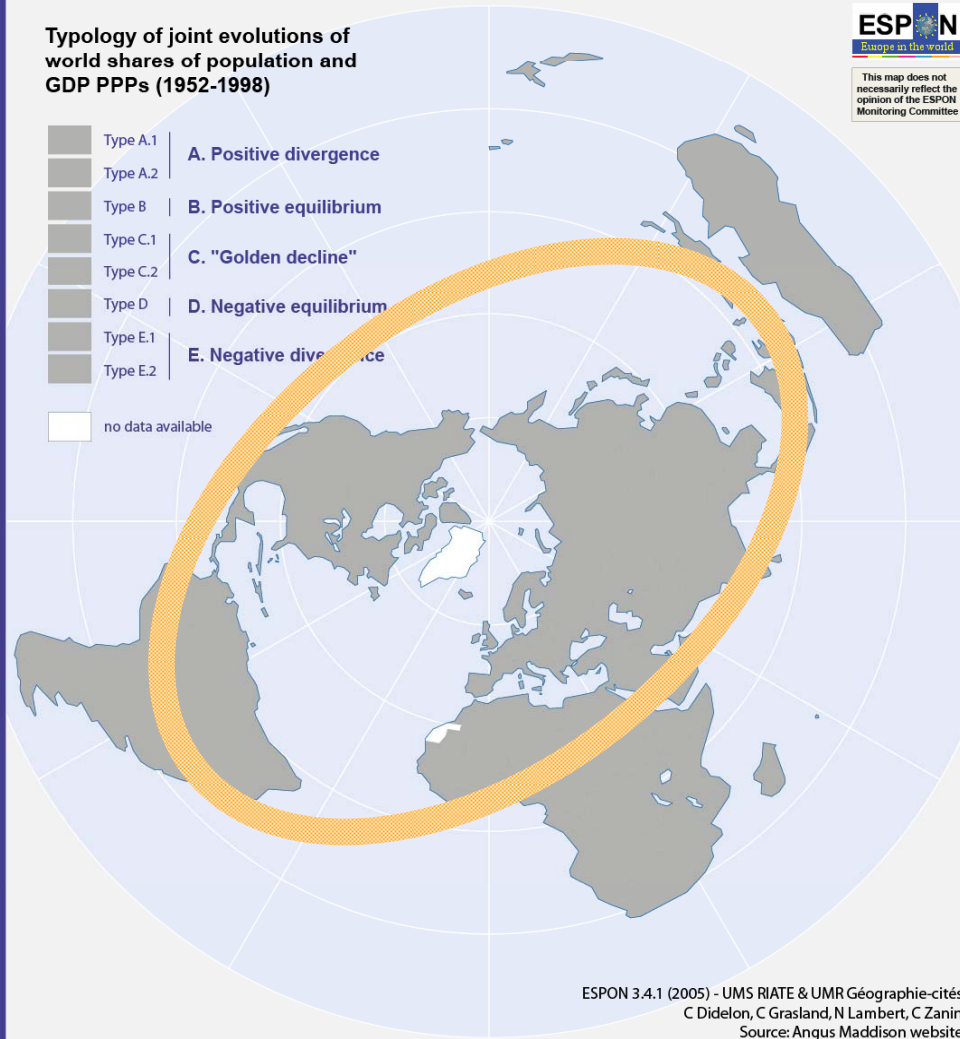 Typology of joint evolutions of
world shares of population and
GDP PPPs (1952-1998)
ESPON
Europe in the world
This map does not
necessarily reflect the
opinion of the ESPON
Monitoring Committee
Type A.1
Type A.2
A. Positive divergence
Type B
B. Positive equilibrium
Type C.1
Type C.2
C. "Golden decline"
Type D
D. Negative equilibrium
Type E.1
Type E.2
E. Negative divergence
no data available
ESPON 3.4.1 (2005) - UMS RIATE & UMR Géographie-cités
C Didelon, C Grasland, N Lambert, C Zanin
Source: Angus Maddison website